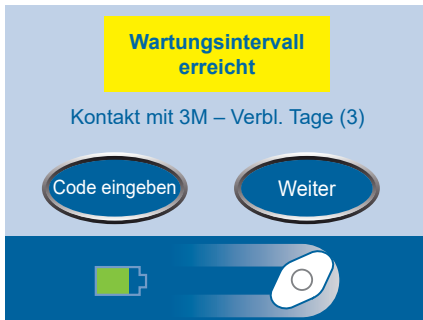 Wartungsintervall
erreicht
Kontakt mit 3M – Verbl. Tage (3)
Code eingeben
Weiter